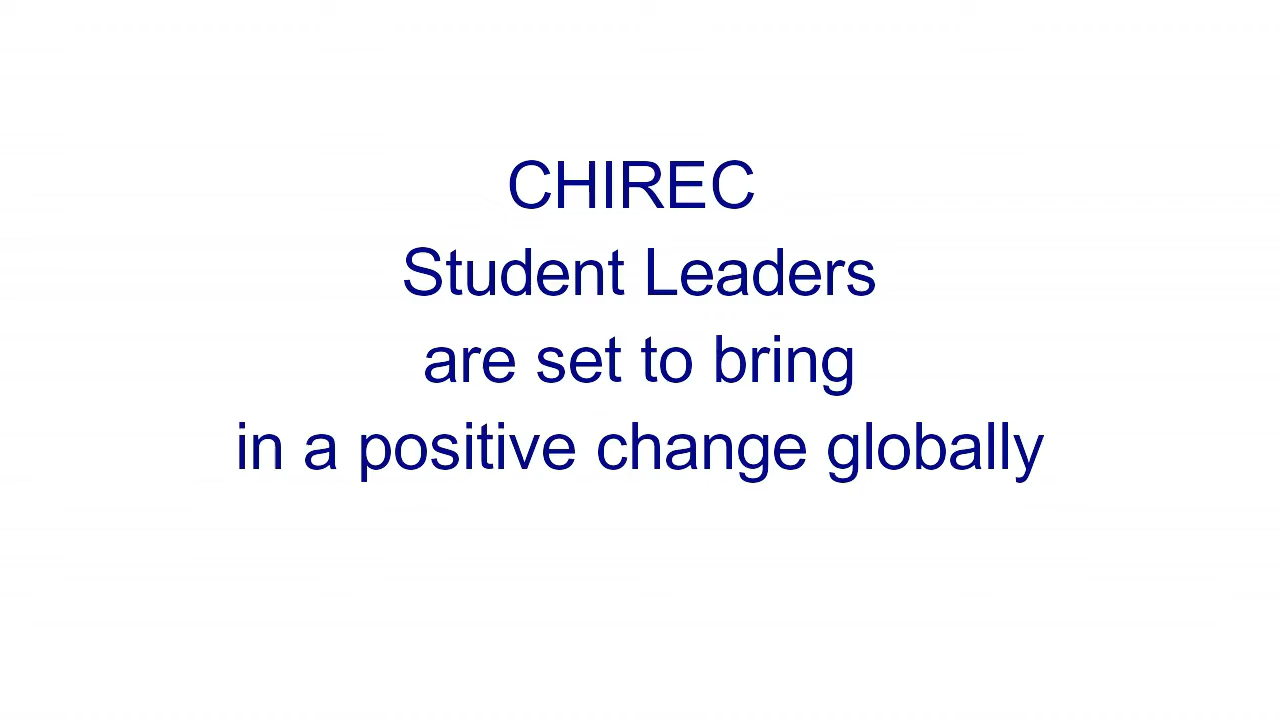 CHIREC
Student Leaders
are set to bring
in a positive change globally